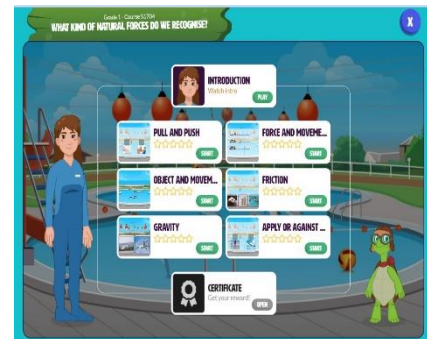 Grade 1 - Course S1704
WHAT KIND OF NATURAL FORCES DO WE RECOGNISE?
X
INTRODUCTION
Watch intro
PLAY
PULL AND PUSH
START
FORCE AND MOVEME...
START
OBJECT AND MOVEM...
START
FRICTION
START
GRAVITY
START
APPLY OR AGAINST ...
START
CERTIFICATE
Get your reward!
OPEN